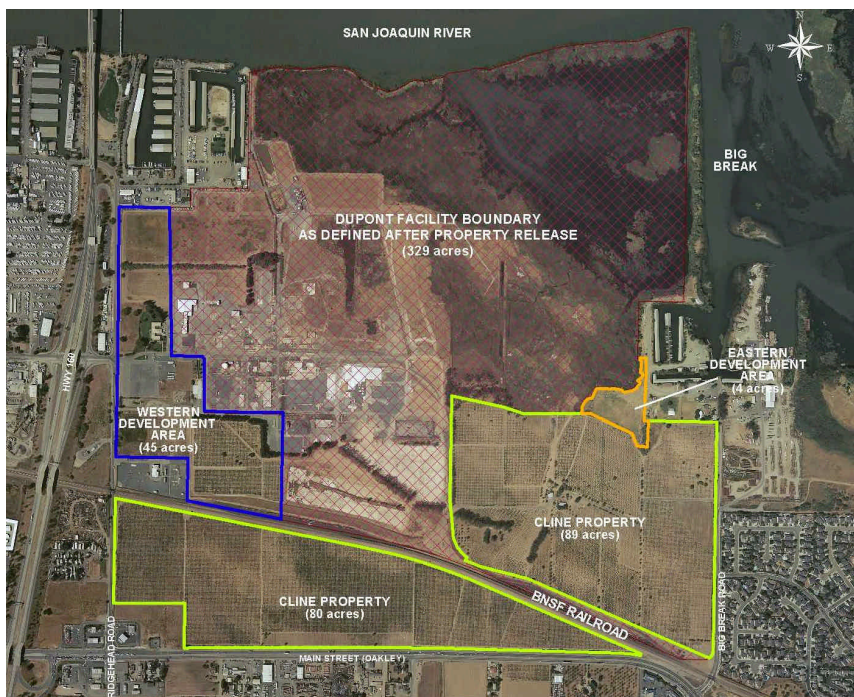 SAN JOAQUIN RIVER
N
W E
S
BIG
BREAK
DUPONT FACILITY BOUNDARY
AS DEFINED AFTER PROPERTY RELEASE
(329 acres)
HWY 160
EASTERN
DEVELOPMENT
AREA
(4 acres)
WESTERN
DEVELOPMENT
AREA
(45 acres)
CLINE PROPERTY
(89 acres)
CLINE PROPERTY
(80 acres)
BNSF RAILROAD
BIG BREAK ROAD
RIDGEHEAD ROAD
MAIN STREET (OAKLEY)